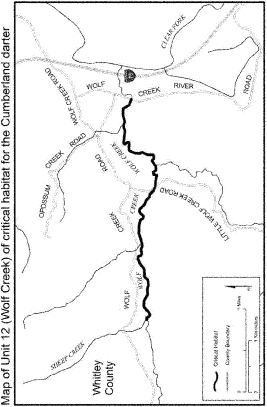 Map of Unit 12 (Wolf Creek) of critical habitat for the Cumberland darter
CLEAR FORK
WOLF CREEK ROAD
WOLF
CREEK
RIVER
ROAD
OPOSSUM
CREEK
ROAD
ROAD
WOLF CREEK
CREEK
CREEK
WOLF
WOLF
LITTLE WOLF CREEK ROAD
SHEEP CREEK
Whitley
County
Critical Habitat
County Boundary
Miles
Kilometers